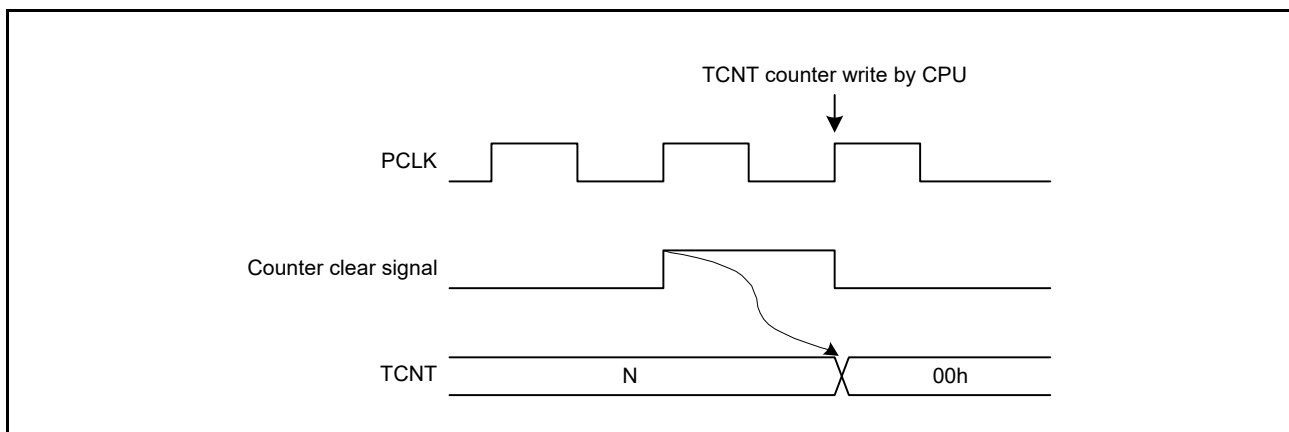 TCNT counter write by CPU
PCLK
Counter clear signal
TCNT
N
00h